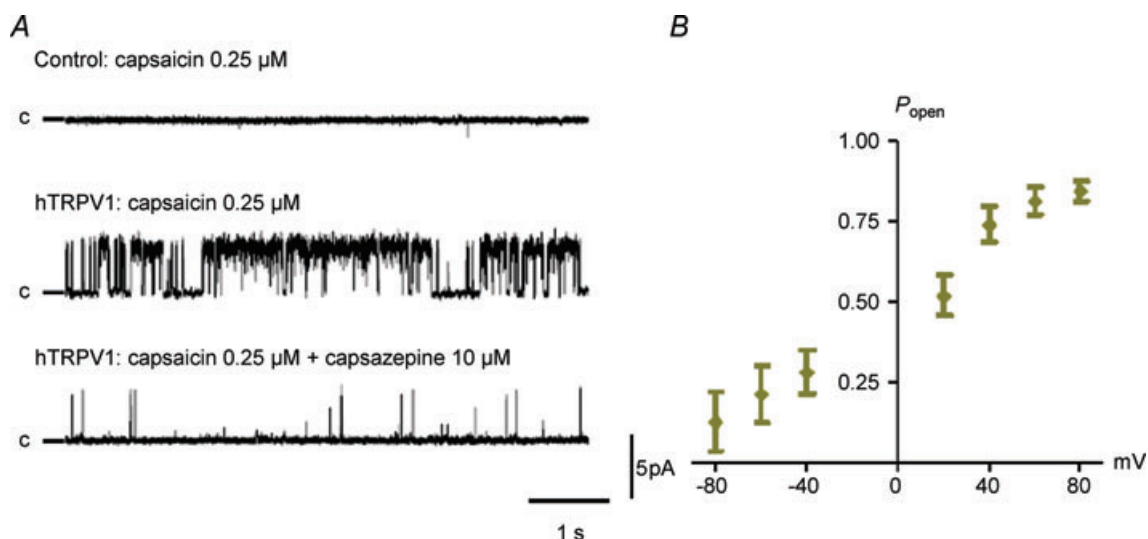 A
Control: capsaicin 0.25 µM
c
hTRPV1: capsaicin 0.25 µM
c
hTRPV1: capsaicin 0.25 µM + capsazepine 10 µM
c
5pA
1 s
B
Popen
1.00
0.75
0.50
0.25
mV
-80
-40
0
40
80